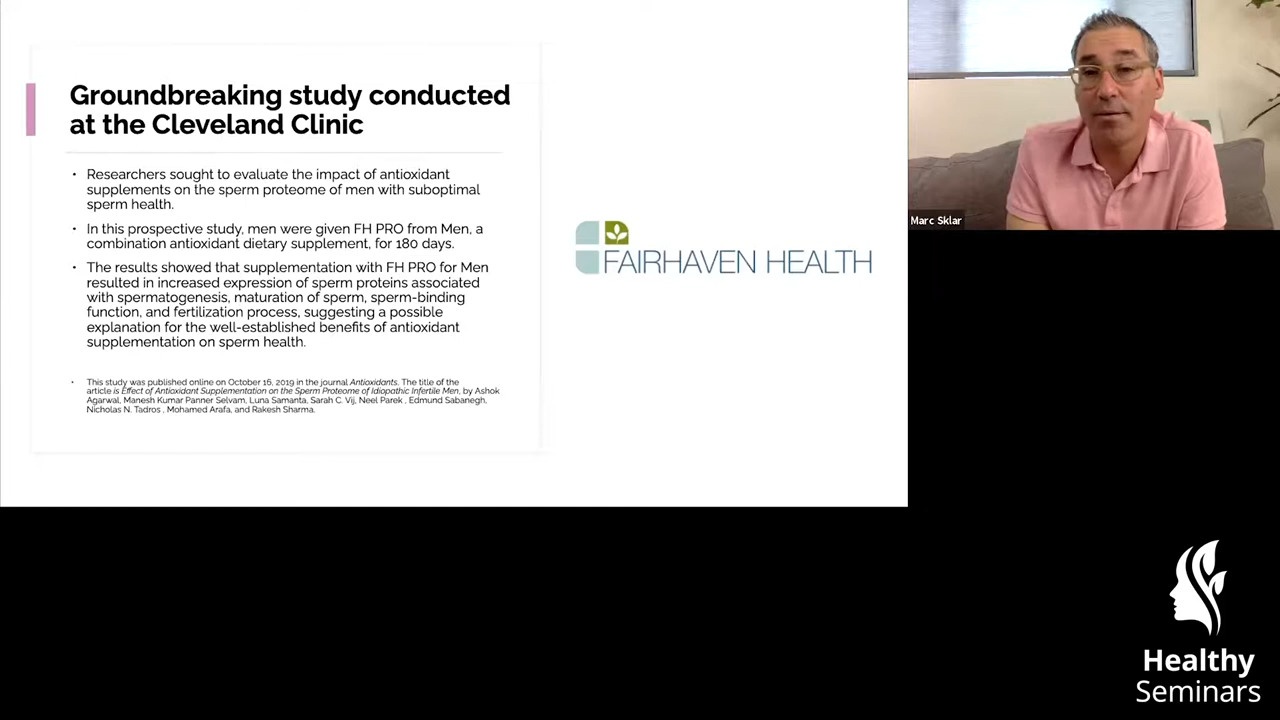 Groundbreaking study conducted
at the Cleveland Clinic
• Researchers sought to evaluate the impact of antioxidant
supplements on the sperm proteome of men with suboptimal
sperm health.
• In this prospective study, men were given FH PRO from Men, a
combination antioxidant dietary supplement, for 180 days.
• The results showed that supplementation with FH PRO for Men
resulted in increased expression of sperm proteins associated
with spermatogenesis, maturation of sperm, sperm-binding
function, and fertilization process, suggesting a possible
explanation for the well-established benefits of antioxidant
supplementation on sperm health.
• This study was published online on October 16, 2019 in the journal Antioxidants. The title of the
article is Effect of Antioxidant Supplementation on the Sperm Proteome of Idiopathic Infertile Men, by Ashok
Agarwal, Manesh Kumar Panner Selvam, Luna Samanta, Sarah C. Vij, Neel Parek , Edmund Sabanegh,
Nicholas N. Tadros , Mohamed Arafa, and Rakesh Sharma.
FAIRHAVEN HEALTH
Marc Sklar
Healthy
Seminars